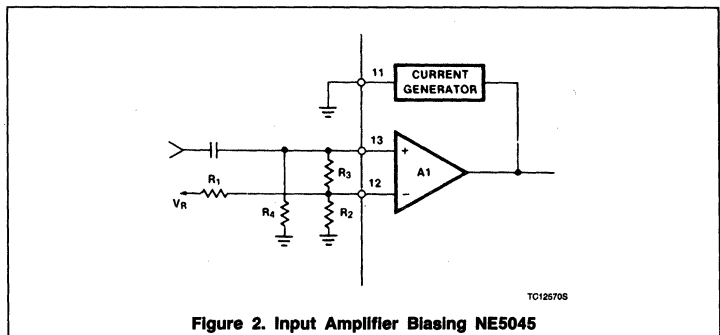 11
CURRENT
GENERATOR
13
+
R1
R3
A1
12
VR
−
R4
R2
TC12570S
Figure 2. Input Amplifier Biasing NE5045